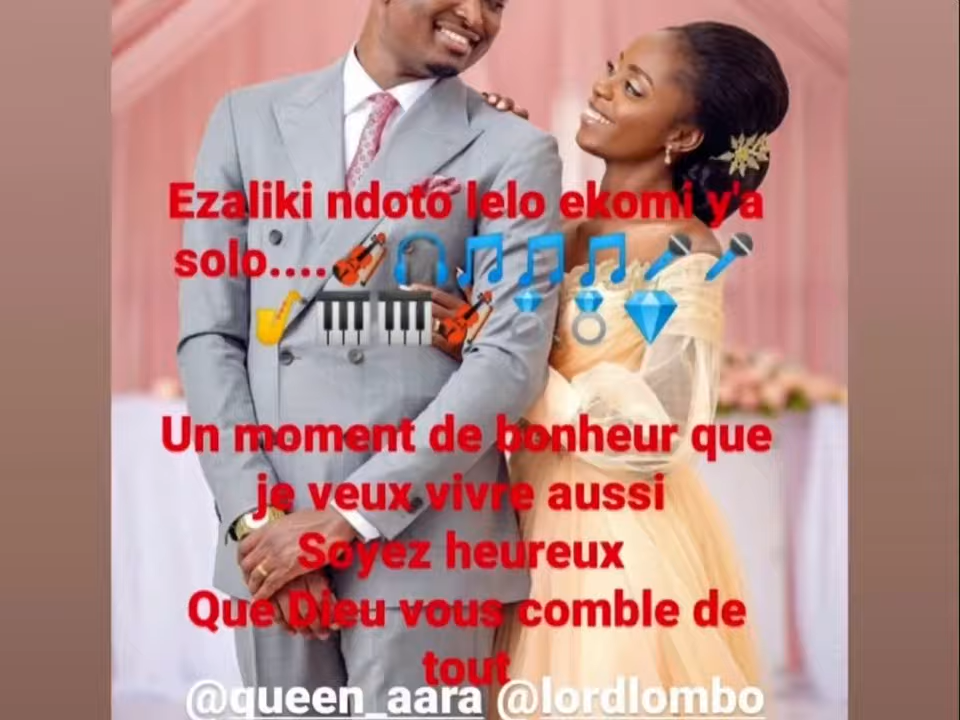 Ezaliki ndoto lelo ekomi y'a
solo....🎻🎧🎵🎵🎵🎤🎤
🎷🎹🎹🎻💍💍💎
Un moment de bonheur que
je veux vivre aussi
Soyez heureux
Que Dieu vous comble de
tout
@queen_aara @lordlombo